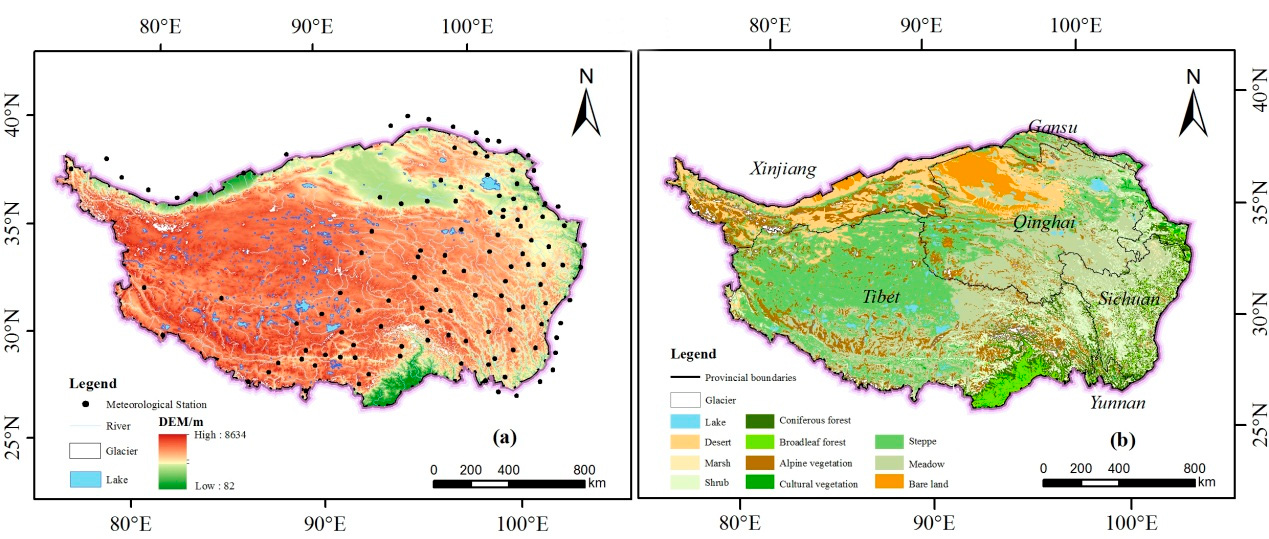 80°E 90°E 100°E
80°E 90°E 100°E
N
N
40°N
35°N
30°N
25°N
Legend
Meteorological Station
River
Glacier
Lake
DEM/m
High : 8634
Low : 82
(a)
0 200 400 800
km
80°E 90°E 100°E
40°N
35°N
30°N
25°N
Gansu
Xinjiang
Qinghai
Tibet
Sichuan
Yunnan
Legend
Provincial boundaries
Glacier
Lake Coniferous forest
Desert Broadleaf forest Steppe
Marsh Alpine vegetation Meadow
Shrub Cultural vegetation Bare land
(b)
0 200 400 800
km
80°E 90°E 100°E